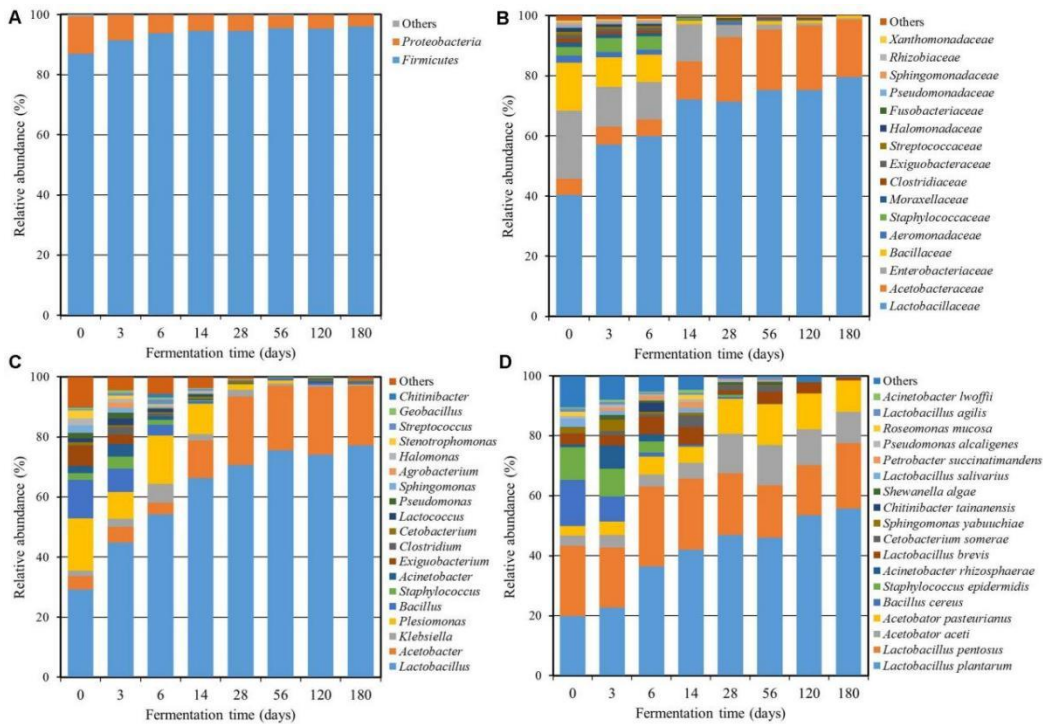 A
Relative abundance (%)
100
80
60
40
20
0
0 3 6 14 28 56 120 180
Fermentation time (days)
Others
Proteobacteria
Firmicutes
B
Relative abundance (%)
100
80
60
40
20
0
0 3 6 14 28 56 120 180
Fermentation time (days)
Others
Xanthomonadaceae
Rhizobiaceae
Sphingomonadaceae
Pseudomonadaceae
Fusobacteriaceae
Halomonadaceae
Streptococcaceae
Exiguobacteraceae
Clostridiaceae
Moraxellaceae
Staphylococcaceae
Aeromonadaceae
Bacillaceae
Enterobacteriaceae
Acetobacteraceae
Lactobacillaceae
C
Relative abundance (%)
100
80
60
40
20
0
0 3 6 14 28 56 120 180
Fermentation time (days)
Others
Chitinibacter
Geobacillus
Streptococcus
Stenotrophomonas
Halomonas
Agrobacterium
Sphingomonas
Pseudomonas
Lactococcus
Cetobacterium
Clostridium
Exiguobacterium
Acinetobacter
Staphylococcus
Bacillus
Plesiomonas
Klebsiella
Acetobacter
Lactobacillus
D
Relative abundance (%)
100
80
60
40
20
0
0 3 6 14 28 56 120 180
Fermentation time (days)
Others
Acinetobacter lwoffii
Lactobacillus agilis
Roseomonas mucosa
Pseudomonas alcaligenes
Petrobacter succinatimandens
Lactobacillus salivarius
Shewanella algae
Chitinibacter tainanensis
Sphingomonas yabuuchiae
Cetobacterium somerae
Lactobacillus brevis
Acinetobacter rhizosphaerae
Staphylococcus epidermidis
Bacillus cereus
Acetobator pasteurianus
Acetobator aceti
Lactobacillus pentosus
Lactobacillus plantarum